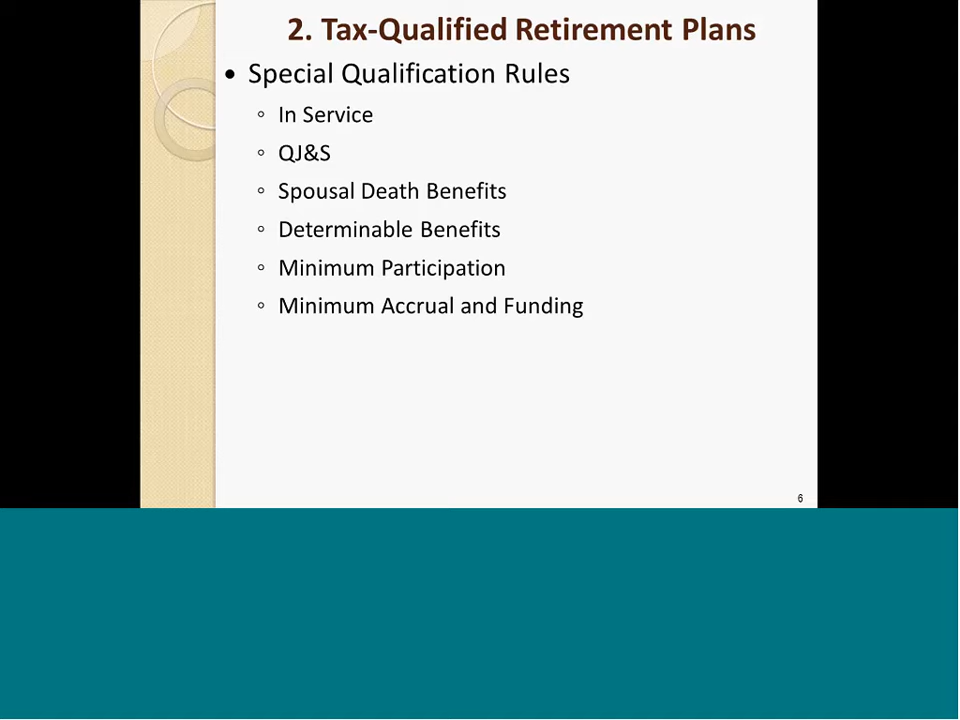 2. Tax-Qualified Retirement Plans
• Special Qualification Rules
◦ In Service
◦ QJ&S
◦ Spousal Death Benefits
◦ Determinable Benefits
◦ Minimum Participation
◦ Minimum Accrual and Funding
6